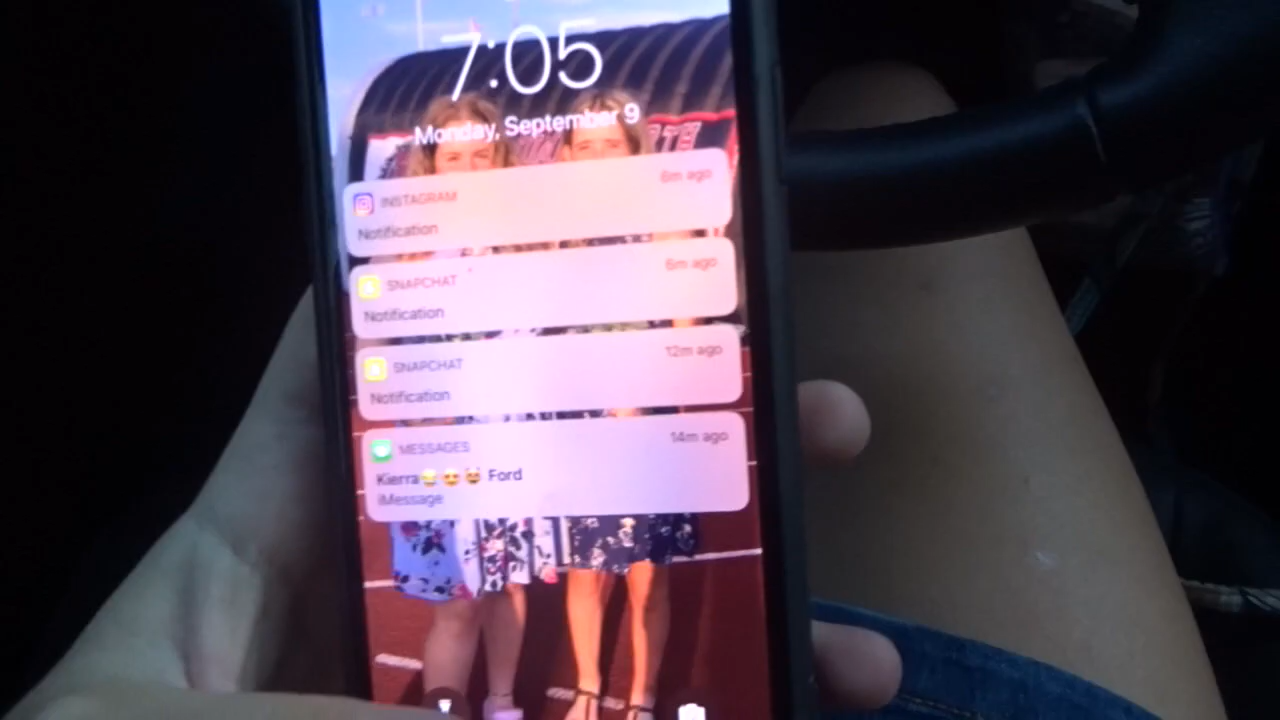 7:05
Monday, September 9
INSTAGRAM 6m ago
Notification
SNAPCHAT 6m ago
Notification
SNAPCHAT 12m ago
Notification
MESSAGES 14m ago
Kierra😂 😍 😻 Ford
iMessage